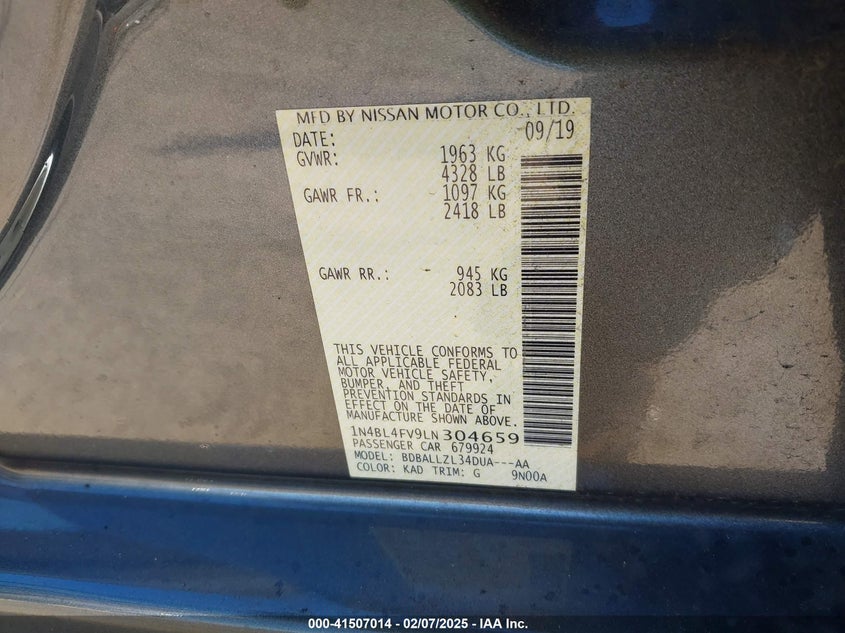 MFD BY NISSAN MOTOR CO., LTD.
DATE: 09/19
GVWR: 1963 KG
4328 LB
GAWR FR.: 1097 KG
2418 LB
GAWR RR.: 945 KG
2083 LB
THIS VEHICLE CONFORMS TO
ALL APPLICABLE FEDERAL
MOTOR VEHICLE SAFETY,
BUMPER, AND THEFT
PREVENTION STANDARDS IN
EFFECT ON THE DATE OF
MANUFACTURE SHOWN ABOVE.
1N4BL4FV9LN304659
PASSENGER CAR 679924
MODEL: BDBALLZL34DUA---AA
COLOR: KAD TRIM: G 9N00A
000-41507014 - 02/07/2025 - IAA Inc.